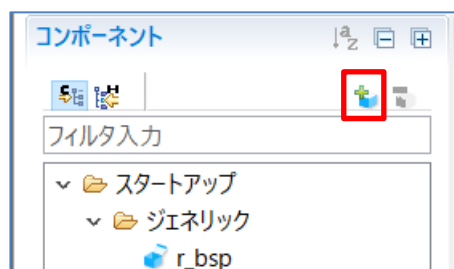 コンポーネント
フィルタ入力
スタートアップ
ジェネリック
r_bsp